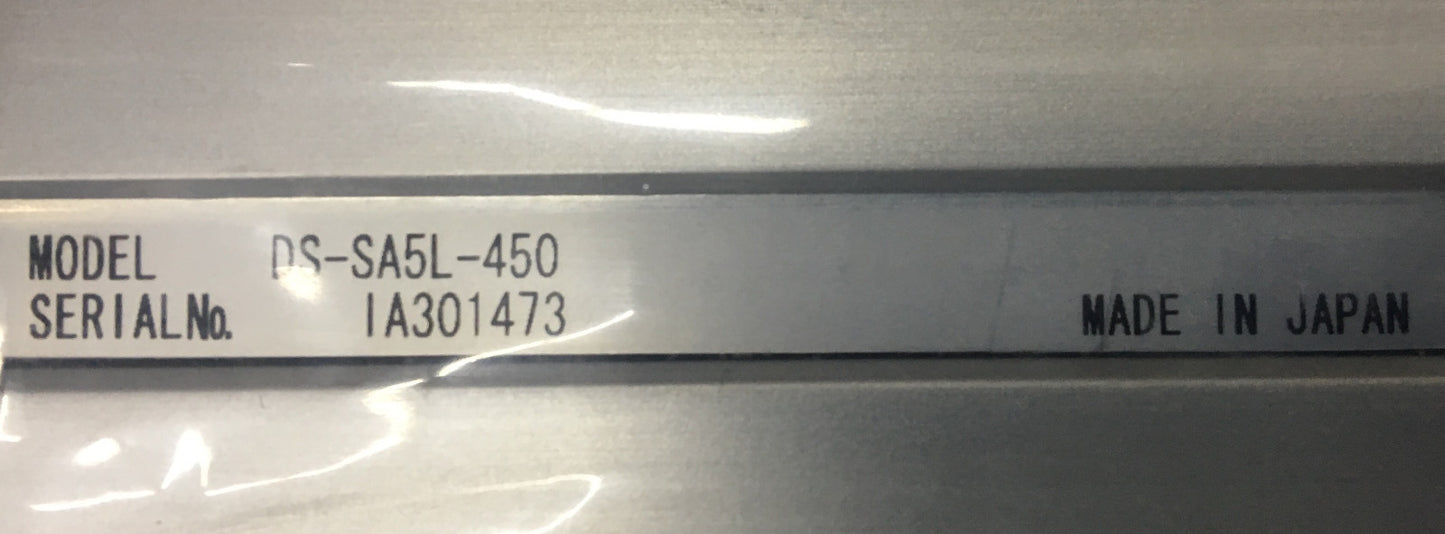 MODEL DS-SA5L-450
SERIALNo. IA301473
MADE IN JAPAN